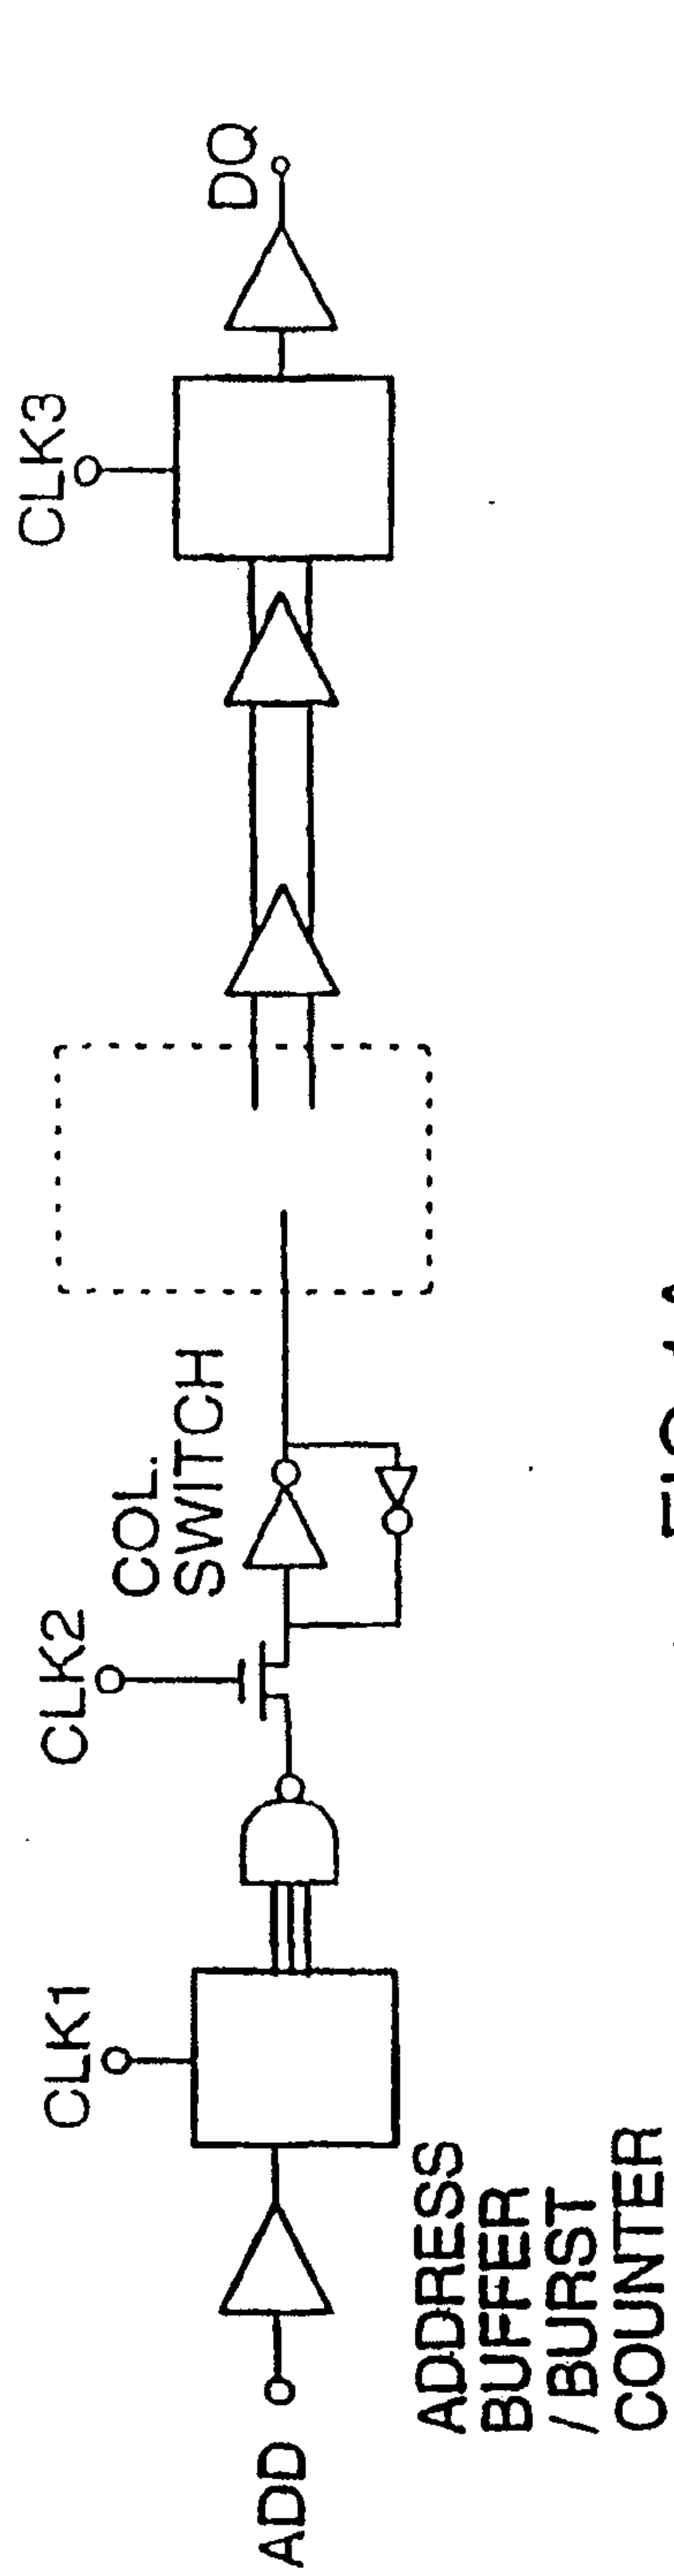 ADD
ADDRESS
BUFFER
/BURST
COUNTER
CLK1
CLK2
COL.
SWITCH
CLK3
DQ